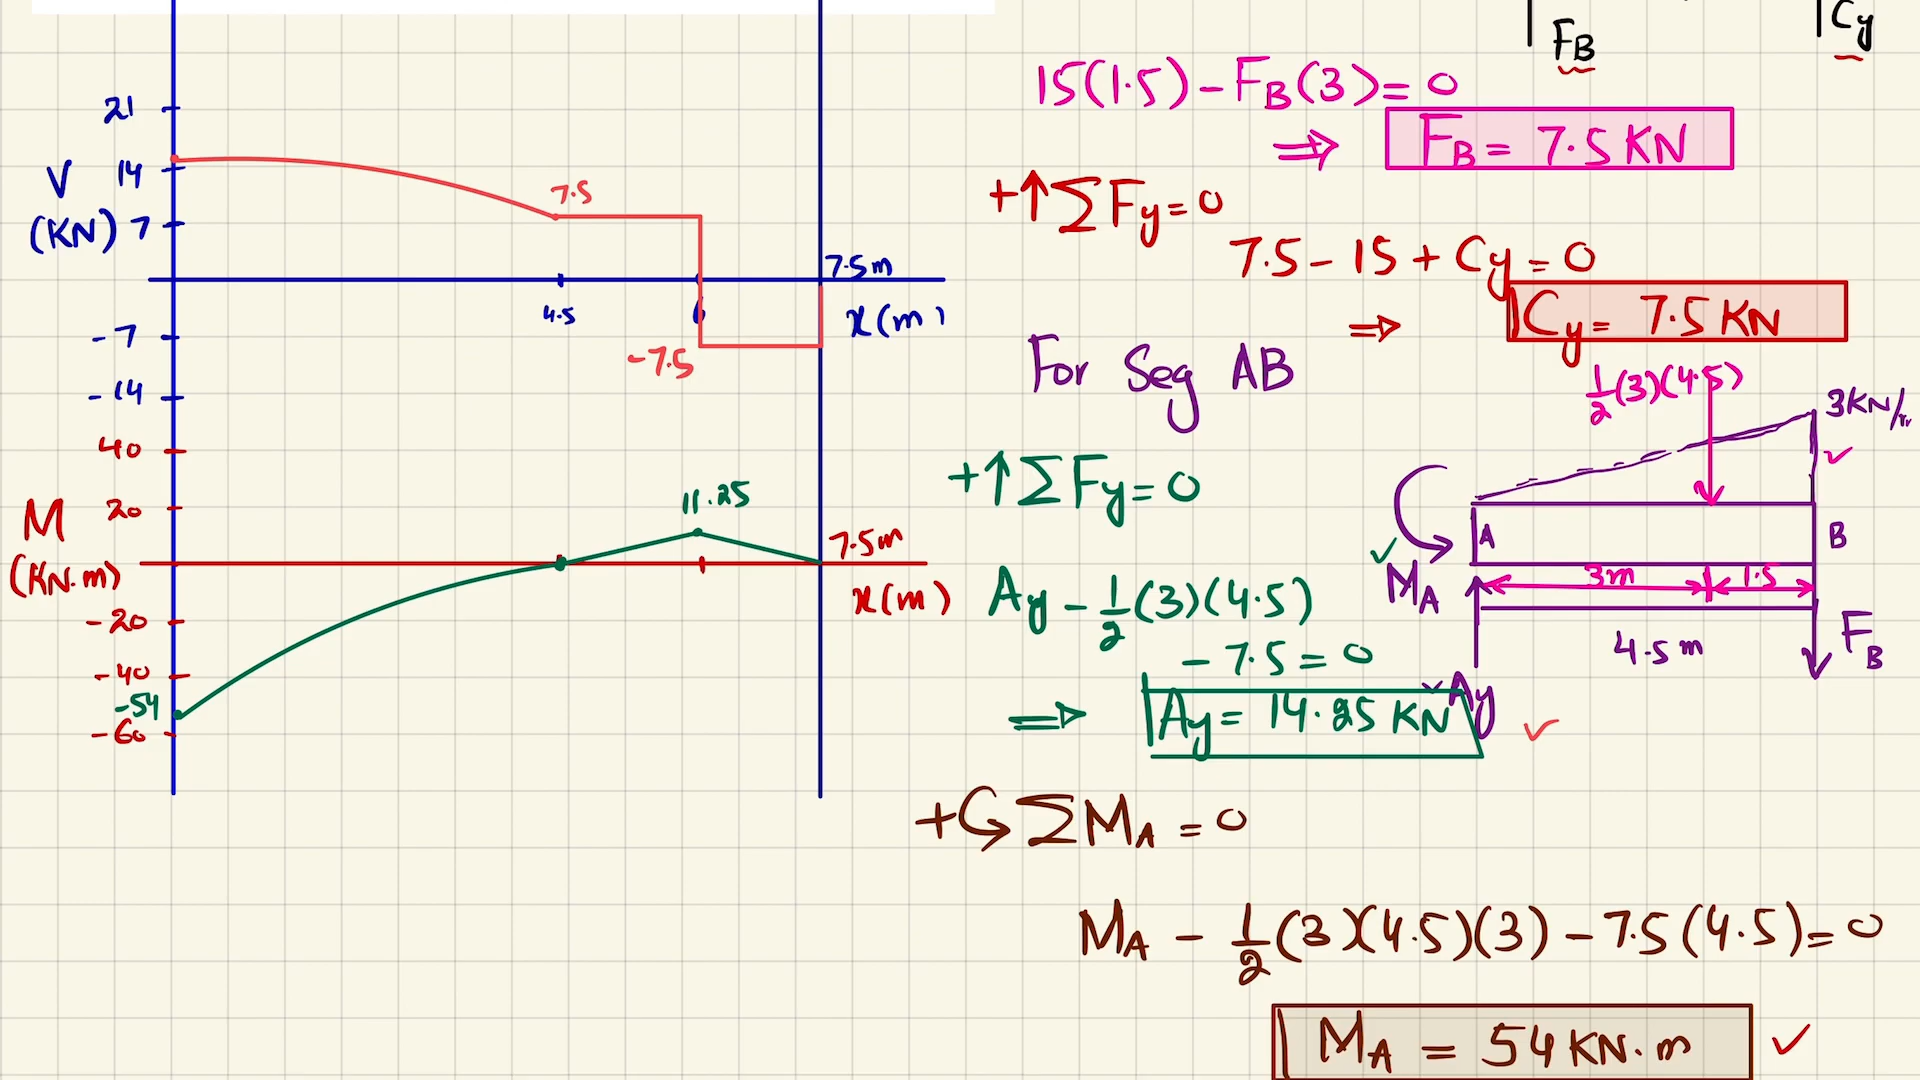 21
14
V
(KN)
7
7.5
7.5m
4.5
6
x(m)
-7
-7.5
-14
40
20
M
(KN.m)
11.25
7.5m
x(m)
-20
-40
-54
-60
FB
Cy
15(1.5) - FB(3) = 0
⇒ FB = 7.5 KN
+↑ΣFy = 0
7.5 - 15 + Cy = 0
⇒ Cy = 7.5 KN
For Seg AB
+↑ΣFy = 0
Ay - 1/2(3)(4.5)
- 7.5 = 0
⇒ Ay = 14.25 KN
1/2(3)(4.5)
3KN/m
A
B
MA
3m
1.5
4.5m
FB
Ay
+ΣMA = 0
MA - 1/2(3)(4.5)(3) - 7.5(4.5) = 0
MA = 54 KN.m